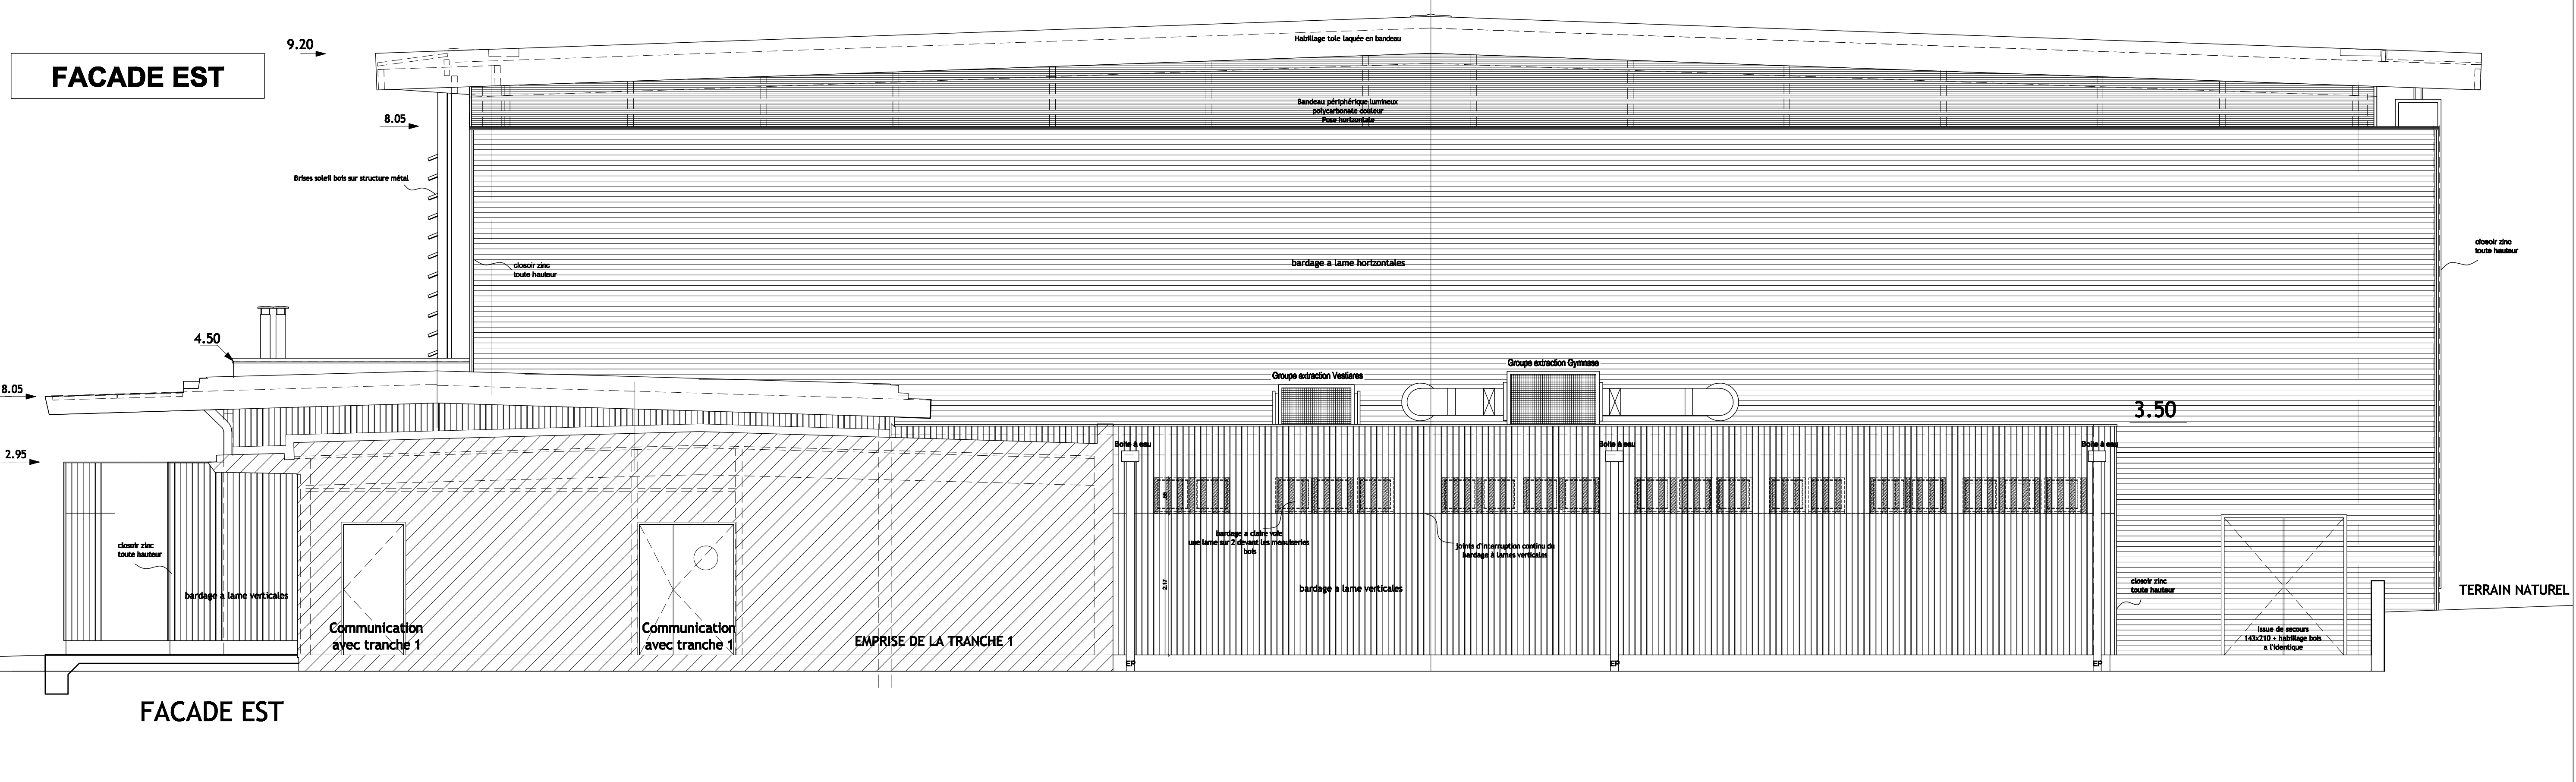 FACADE EST
9.20
Habillage tole laquée en bandeau
8.05
Bandeau périphérique lumineux
polycarbonate couleur
Pose horizontale
Brises soleil bois sur structure métal
closoir zinc
toute hauteur
bardage a lame horizontales
closoir zinc
toute hauteur
4.50
8.05
Groupe extraction Vestiares
Groupe extraction Gymnase
3.50
2.95
Boite à eau
Boite à eau
Boite à eau
closoir zinc
toute hauteur
bardage a lame verticales
bardage a claire voie
une lame sur 2 devant les menuiseries
bois
joints d'interruption continu du
bardage à lames verticales
2.17
bardage a lame verticales
closoir zinc
toute hauteur
TERRAIN NATUREL
Communication
avec tranche 1
Communication
avec tranche 1
EMPRISE DE LA TRANCHE 1
Issue de secours
143x210 + habillage bois
a l'identique
EP
EP
EP
FACADE EST